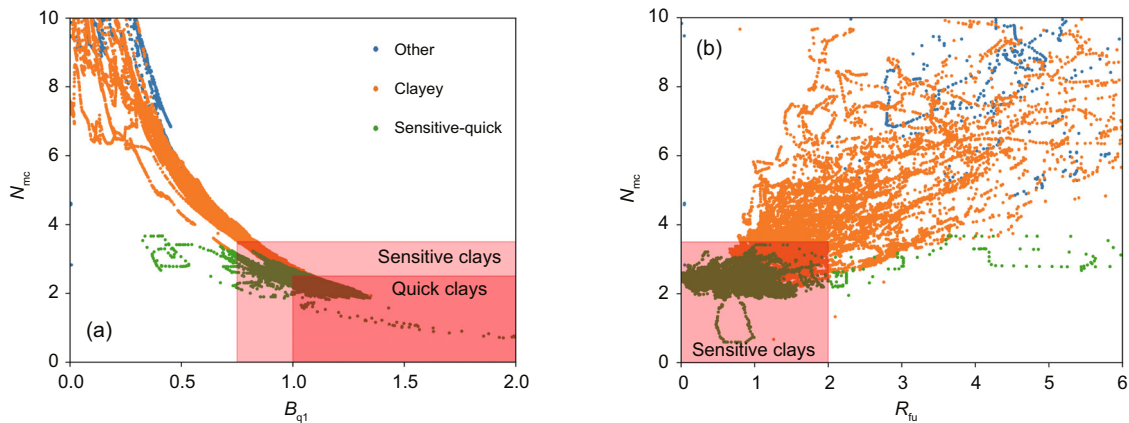 10
8
6
4
2
0
N_mc
Other
Clayey
Sensitive-quick
Sensitive clays
Quick clays
(a)
0.0 0.5 1.0 1.5 2.0
B_q1
10
8
6
4
2
0
N_mc
(b)
Sensitive clays
0 1 2 3 4 5 6
R_fu